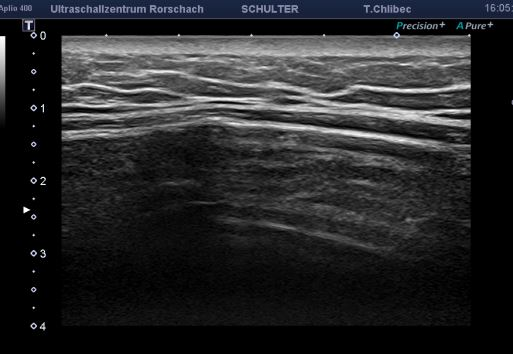 Aplio 400 Ultraschallzentrum Rorschach SCHULTER T.Chlibec 16:05:
T
Precision+ A Pure+
0
1
2
3
4